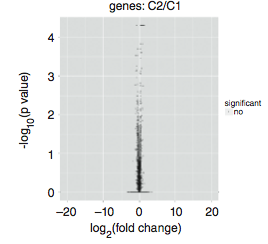 genes: C2/C1
4
3
2
1
0
-log10(p value)
−20 −10 0 10 20
log2(fold change)
significant
no